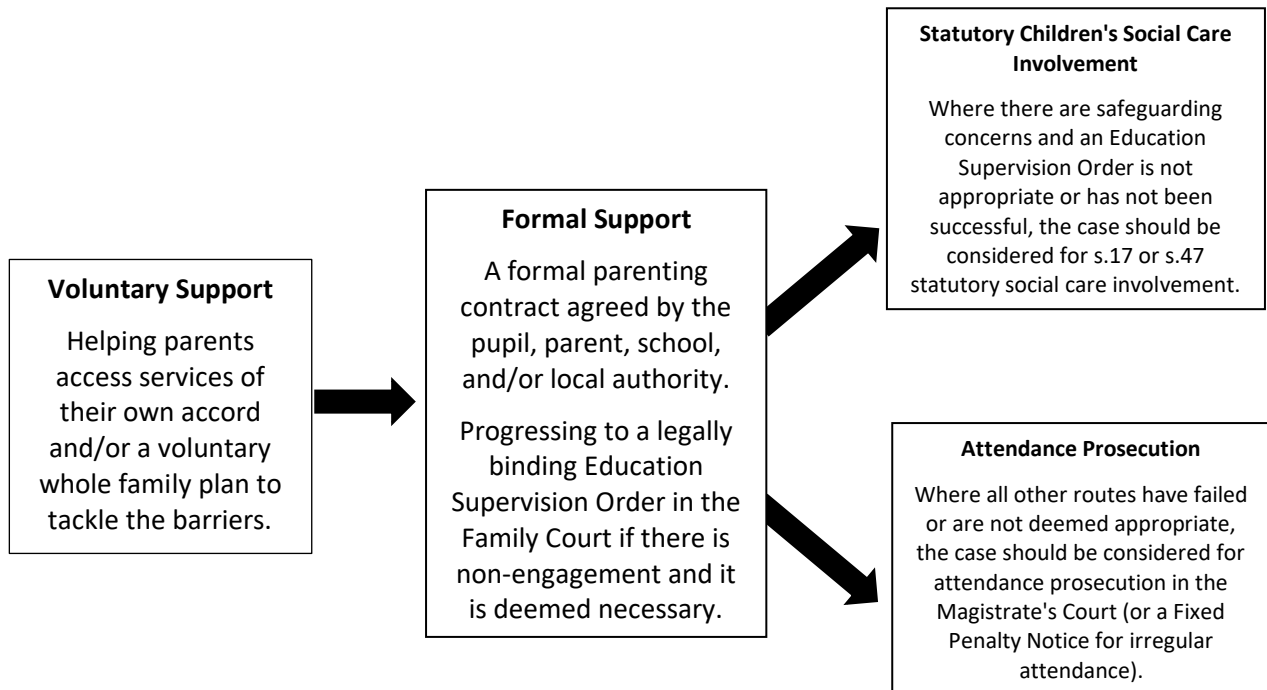 Voluntary Support
Helping parents
access services of
their own accord
and/or a voluntary
whole family plan to
tackle the barriers.
Formal Support
A formal parenting
contract agreed by the
pupil, parent, school,
and/or local authority.
Progressing to a legally
binding Education
Supervision Order in the
Family Court if there is
non-engagement and it
is deemed necessary.
Statutory Children's Social Care
Involvement
Where there are safeguarding
concerns and an Education
Supervision Order is not
appropriate or has not been
successful, the case should be
considered for s.17 or s.47
statutory social care involvement.
Attendance Prosecution
Where all other routes have failed
or are not deemed appropriate,
the case should be considered for
attendance prosecution in the
Magistrate's Court (or a Fixed
Penalty Notice for irregular
attendance).